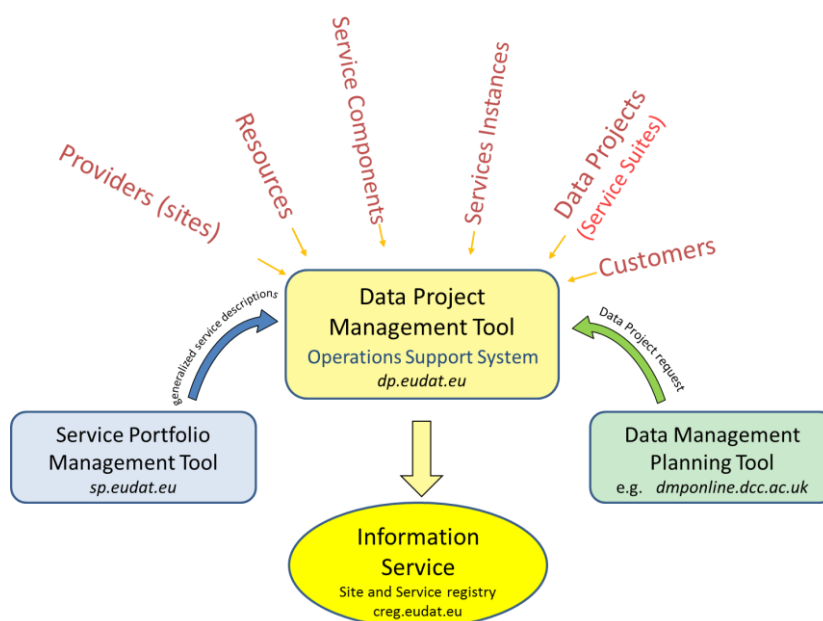 Providers (sites)
Resources
Service Components
Services Instances
Data Projects
(Service Suites)
Customers
Data Project
Management Tool
Operations Support System
dp.eudat.eu
Generalized service descriptions
Data Project request
Service Portfolio
Management Tool
sp.eudat.eu
Data Management
Planning Tool
e.g. dmponline.dcc.ac.uk
Information
Service
Site and Service registry
creg.eudat.eu